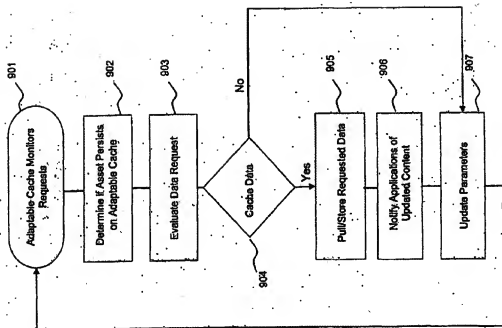 901
Adaptable Cache Monitors
Requests
902
Determine if Asset Persists
on Adaptable Cache
903
Evaluate Data Request
904
Cache Data
No
Yes
905
Pull/Store Requested Data
906
Notify Applications of
Updated Content
907
Update Parameters